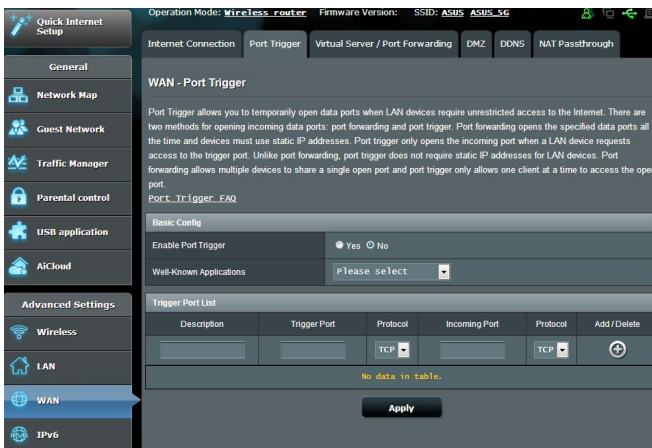 Quick Internet
Setup
Operation Mode: Wireless router Firmware Version: SSID: ASUS ASUS_5G
Internet Connection Port Trigger Virtual Server / Port Forwarding DMZ DDNS NAT Passthrough
General
Network Map
Guest Network
Traffic Manager
Parental control
USB application
AiCloud
Advanced Settings
Wireless
LAN
WAN
IPv6
WAN - Port Trigger
Port Trigger allows you to temporarily open data ports when LAN devices require unrestricted access to the Internet. There are
two methods for opening incoming data ports: port forwarding and port trigger. Port forwarding opens the specified data ports all
the time and devices must use static IP addresses. Port trigger only opens the incoming port when a LAN device requests
access to the trigger port. Unlike port forwarding, port trigger does not require static IP addresses for LAN devices. Port
forwarding allows multiple devices to share a single open port and port trigger only allows one client at a time to access the ope
port.
Port Trigger FAQ
Basic Config
Enable Port Trigger Yes No
Well-Known Applications Please select
Trigger Port List
Description Trigger Port Protocol Incoming Port Protocol Add / Delete
TCP TCP
No data in table.
Apply